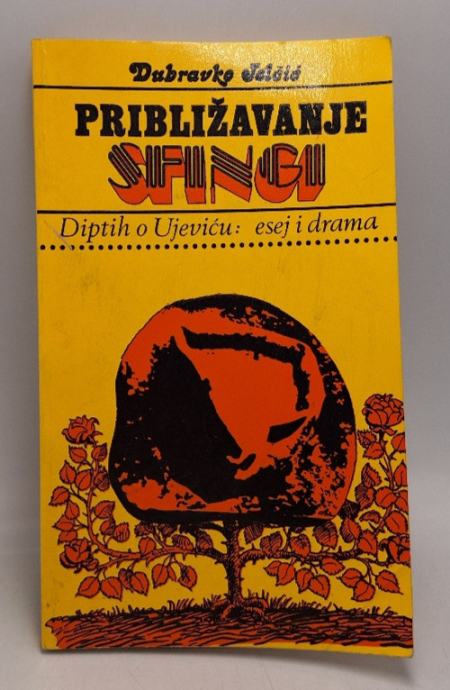 Dubravko Jelčić
PRIBLIŽAVANJE
SFINGI
Diptih o Ujeviću: esej i drama